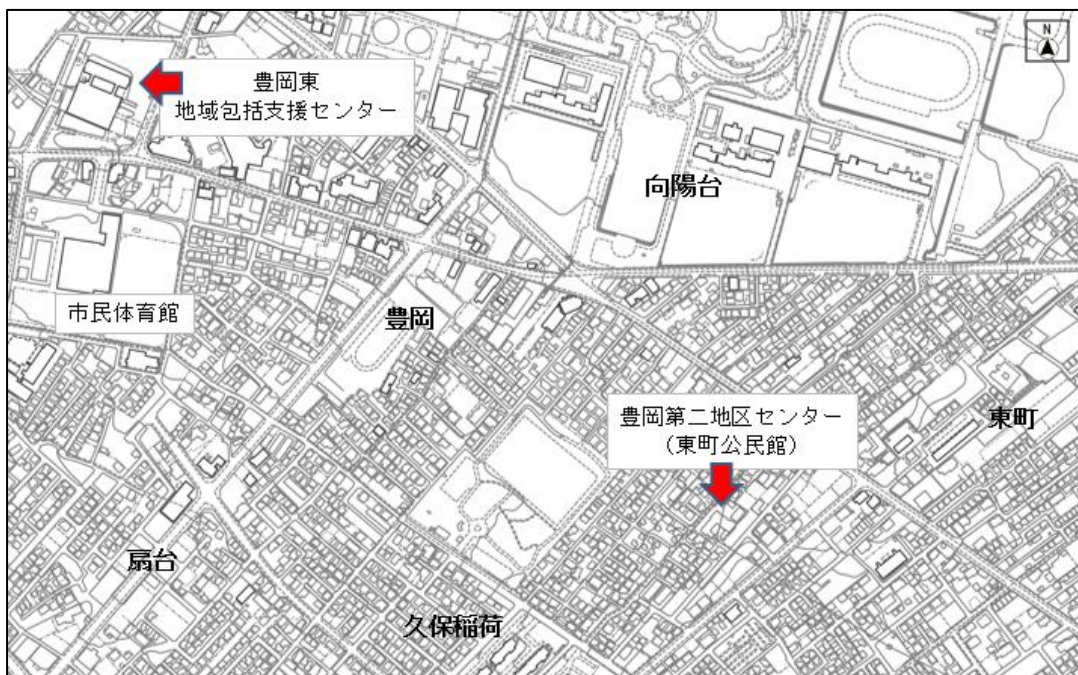 N
豊岡東
地域包括支援センター
向陽台
市民体育館
豊岡
豊岡第二地区センター
（東町公民館）
東町
扇台
久保稲荷